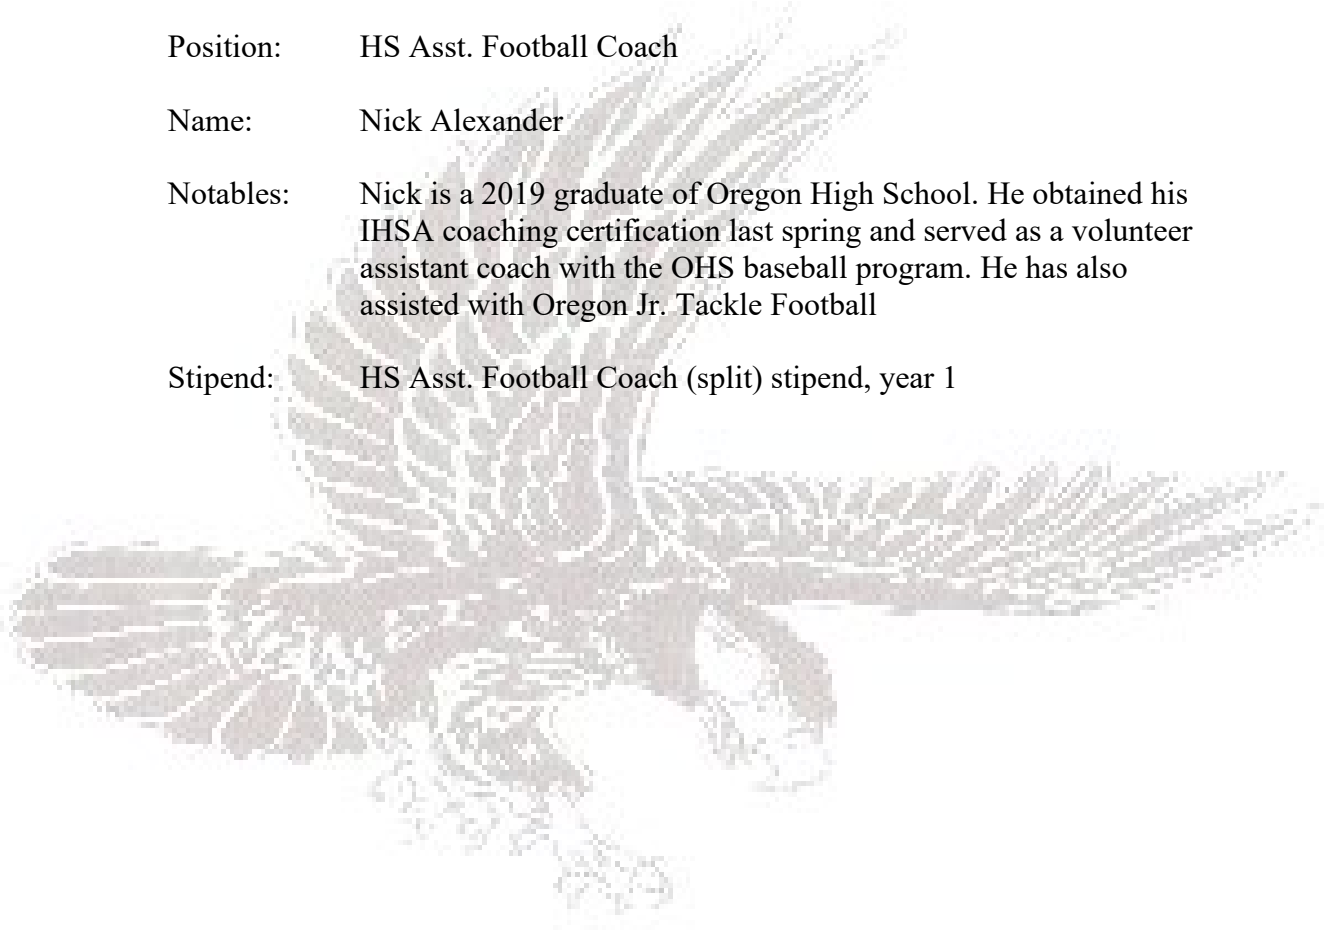 Position: HS Asst. Football Coach
Name: Nick Alexander
Notables: Nick is a 2019 graduate of Oregon High School. He obtained his
IHSA coaching certification last spring and served as a volunteer
assistant coach with the OHS baseball program. He has also
assisted with Oregon Jr. Tackle Football
Stipend: HS Asst. Football Coach (split) stipend, year 1